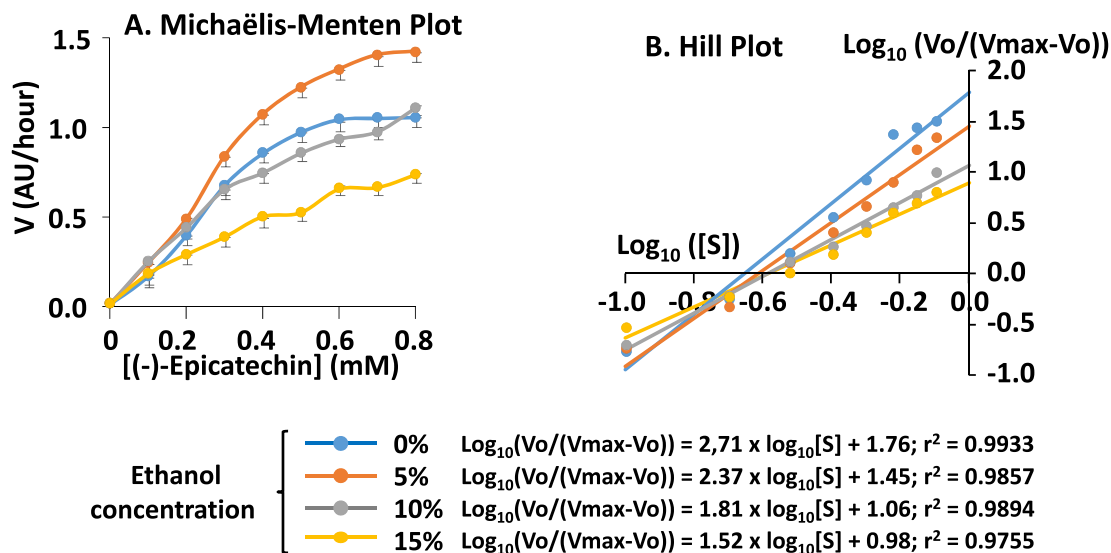 A. Michaëlis-Menten Plot
1.5
1.0
0.5
0.0
V (AU/hour)
0 0.2 0.4 0.6 0.8
[(-)-Epicatechin] (mM)
B. Hill Plot
Log10 (Vo/(Vmax-Vo))
2.0
1.5
1.0
0.5
0.0
-0.5
-1.0
Log10 ([S])
-1.0 -0.8 -0.6 -0.4 -0.2 0.0
Ethanol
concentration
0% Log10(Vo/(Vmax-Vo)) = 2,71 x log10[S] + 1.76; r2 = 0.9933
5% Log10(Vo/(Vmax-Vo)) = 2.37 x log10[S] + 1.45; r2 = 0.9857
10% Log10(Vo/(Vmax-Vo)) = 1.81 x log10[S] + 1.06; r2 = 0.9894
15% Log10(Vo/(Vmax-Vo)) = 1.52 x log10[S] + 0.98; r2 = 0.9755